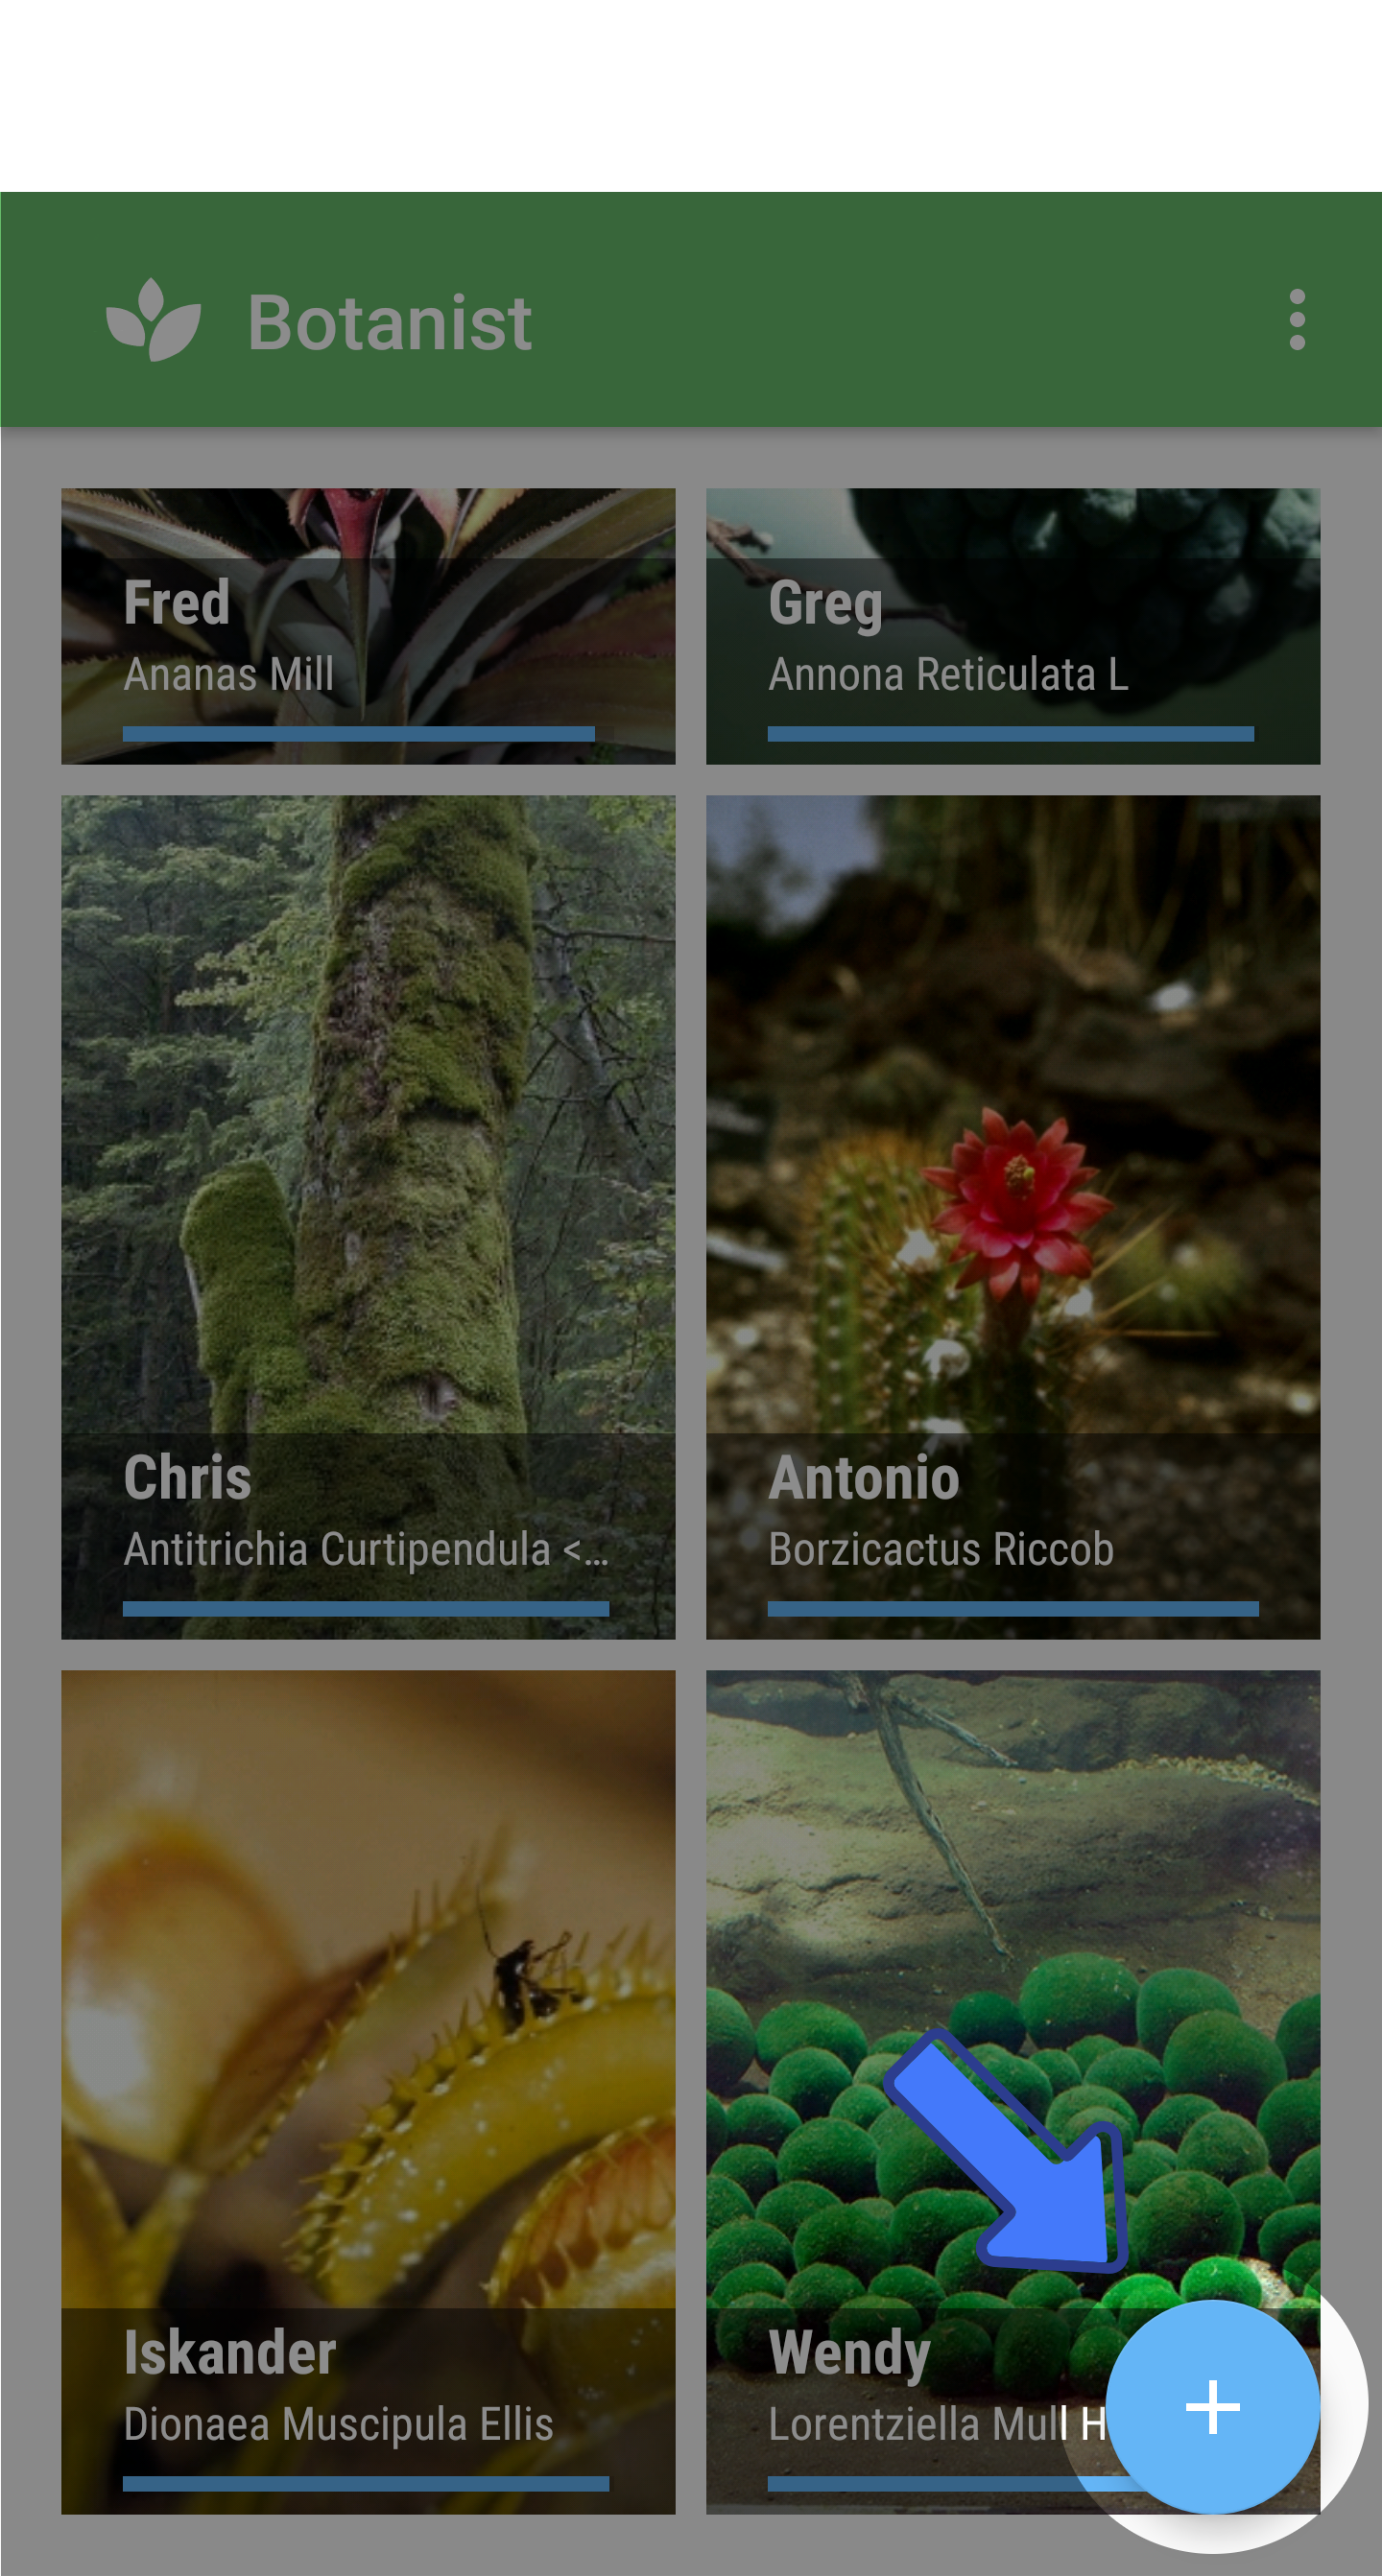 Botanist
Fred
Ananas Mill
Greg
Annona Reticulata L
Chris
Antitrichia Curtipendula <...
Antonio
Borzicactus Riccob
Iskander
Dionaea Muscipula Ellis
Wendy
Lorentziella Mull H
+